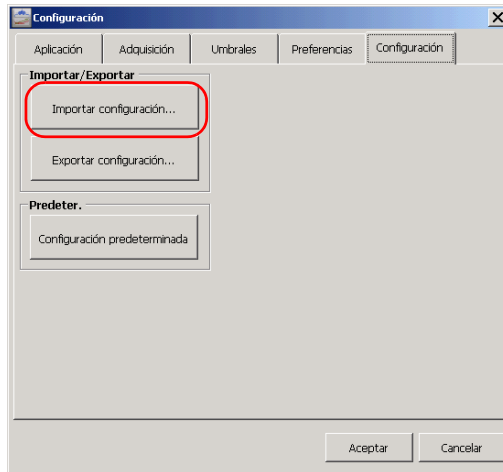 Configuración
Aplicación
Adquisición
Umbrales
Preferencias
Configuración
Importar/Exportar
Importar configuración...
Exportar configuración...
Predeter.
Configuración predeterminada
Aceptar
Cancelar